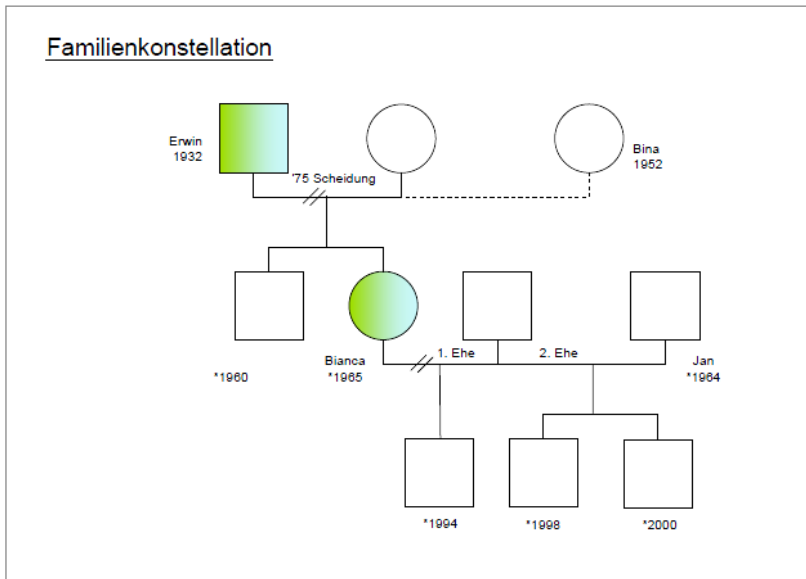 Familienkonstellation
Erwin
1932
'75 Scheidung
Bina
1952
*1960
Bianca
*1965
1. Ehe
2. Ehe
Jan
*1964
*1994
*1998
*2000